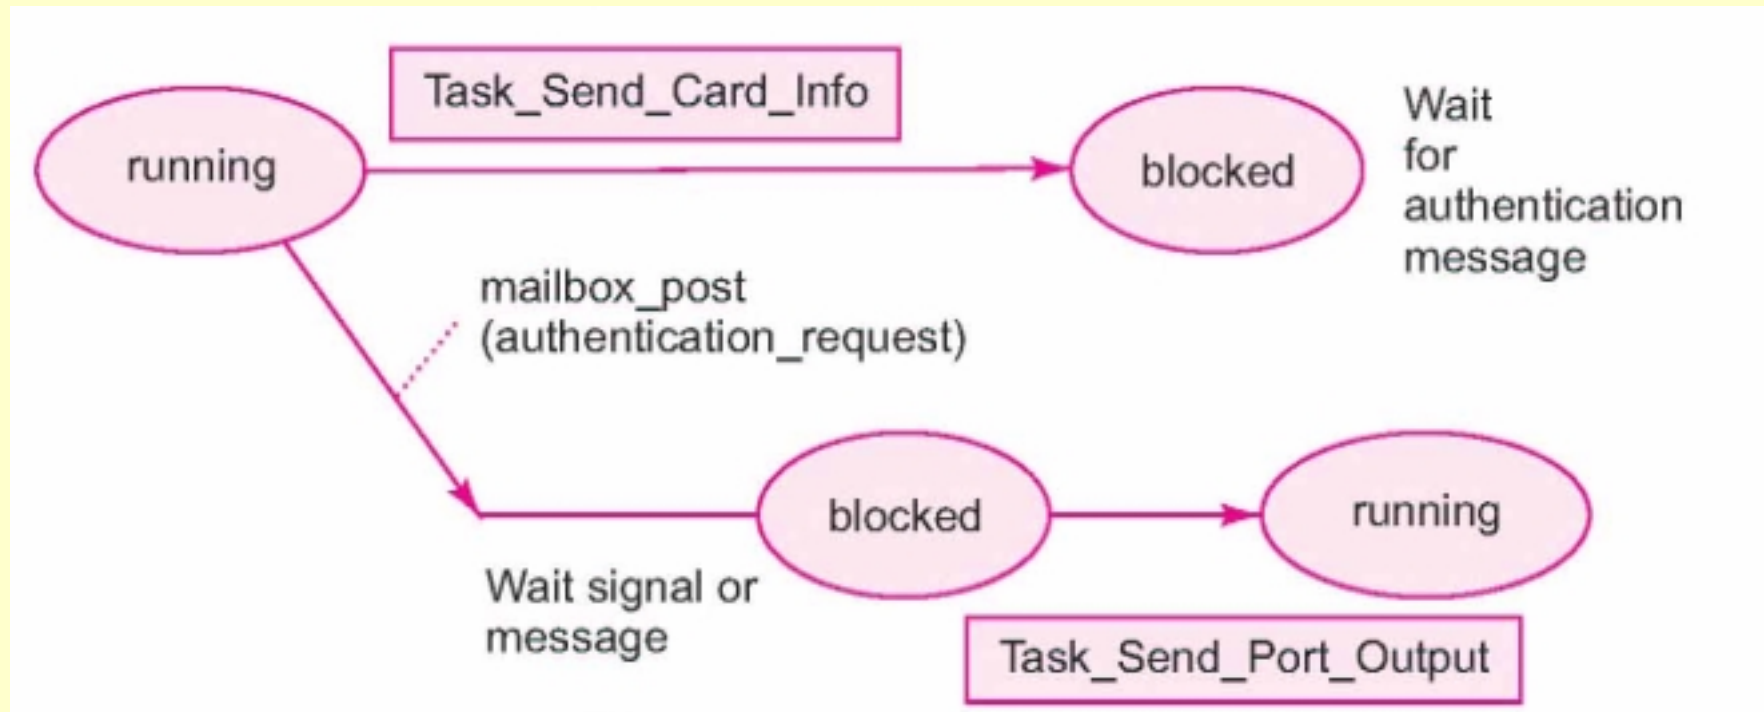 Task_Send_Card_Info
running
blocked
Wait
for
authentication
message
mailbox_post
(authentication_request)
blocked
running
Wait signal or
message
Task_Send_Port_Output